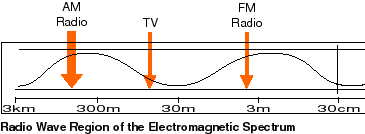 AM FM
Radio TV Radio
3km 300m 30m 3m 30cm
Radio Wave Region of the Electromagnetic Spectrum